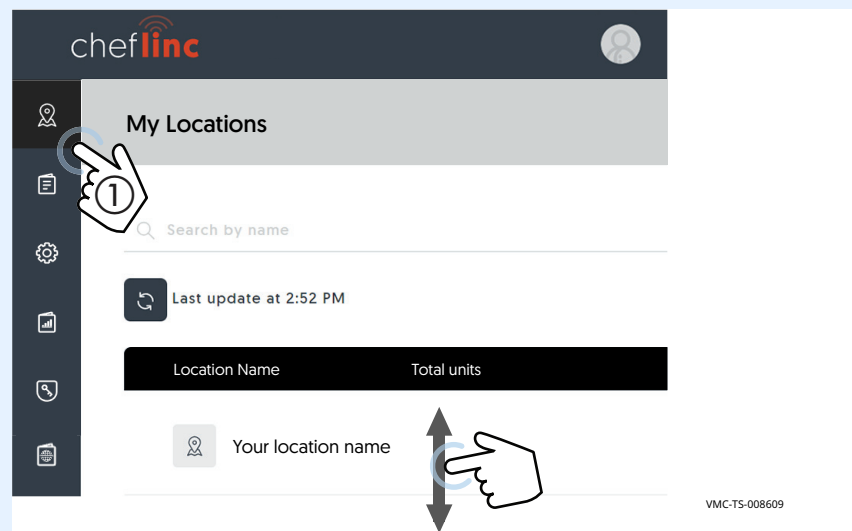 cheflinc
My Locations
①
Search by name
Last update at 2:52 PM
Location Name Total units
Your location name
VMC-TS-008609